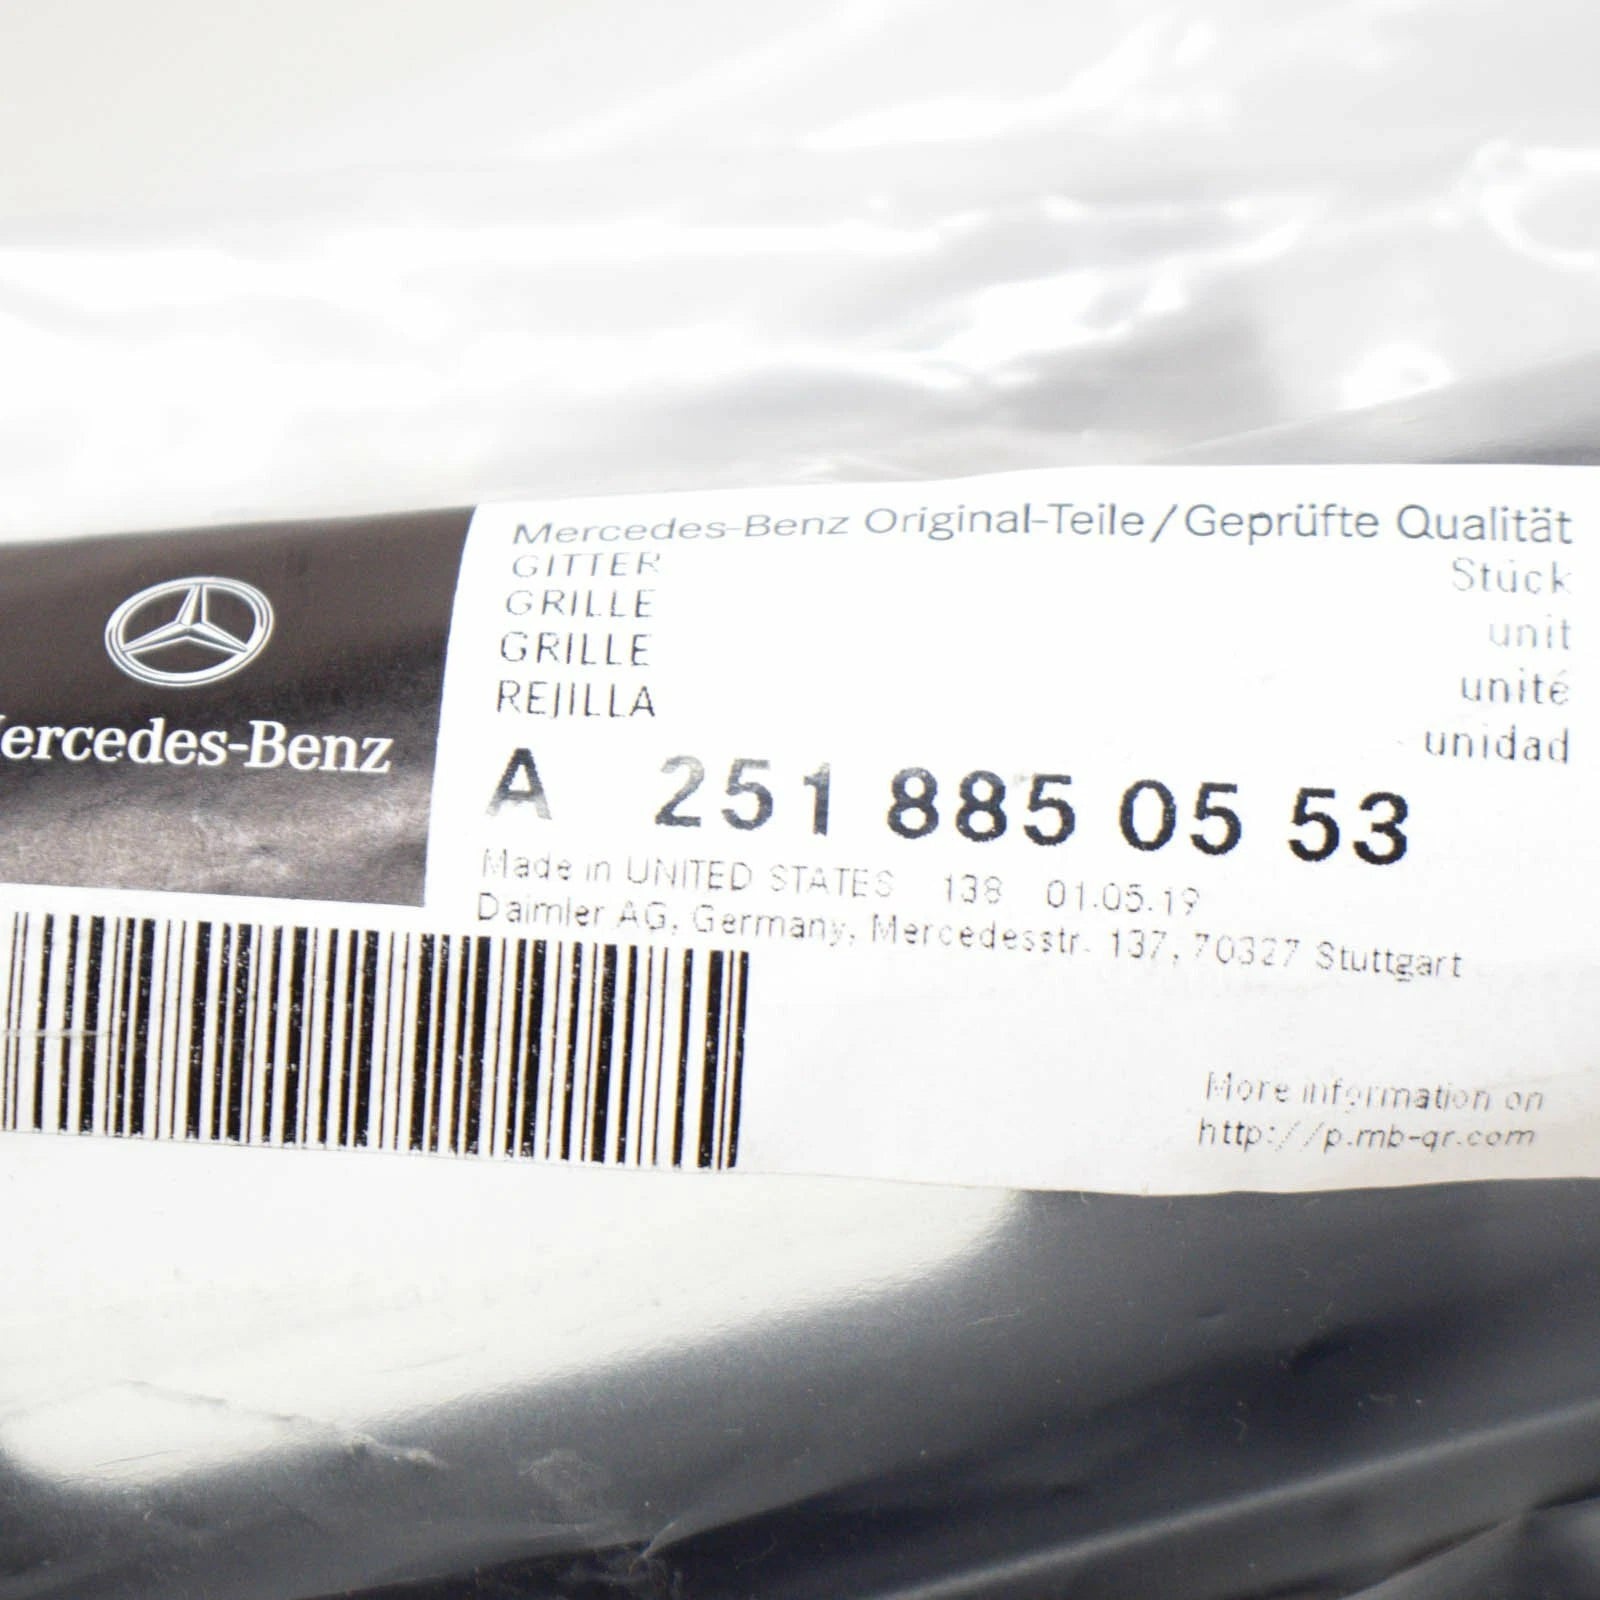 Mercedes-Benz
Mercedes-Benz Original-Teile/Geprüfte Qualität
GITTER Stück
GRILLE unit
GRILLE unité
REJILLA unidad
A 251 885 05 53
Made in UNITED STATES 138 01.05.19
Daimler AG, Germany, Mercedesstr. 137, 70327 Stuttgart
More information on
http://p.mb-qr.com